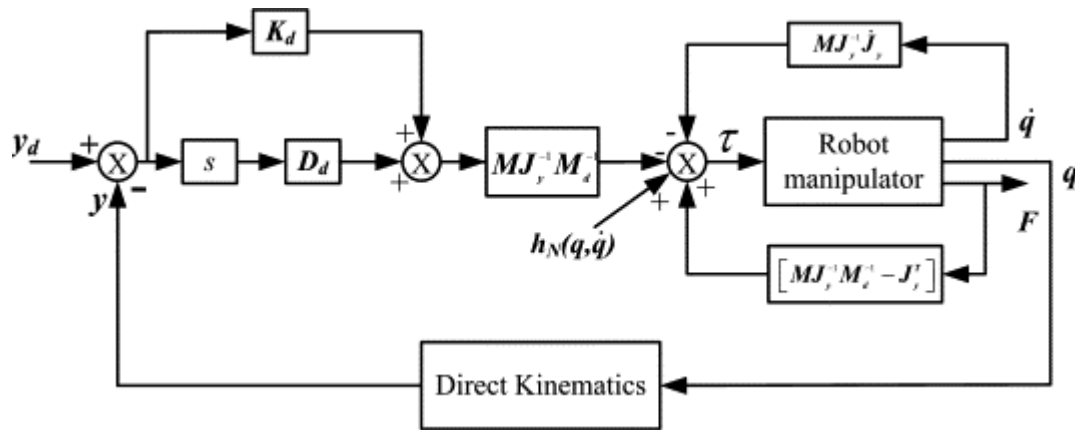 K_d
MJ_y^{-1}J̇_y
y_d
+
X
-
y
s
D_d
+
+
X
MJ_y^{-1}M_d^{-1}
-
-
X
+
+
τ
Robot
manipulator
q̇
q
F
h_N(q,q̇)
[MJ_y^{-1}M_d^{-1} - J_y^T]
Direct Kinematics